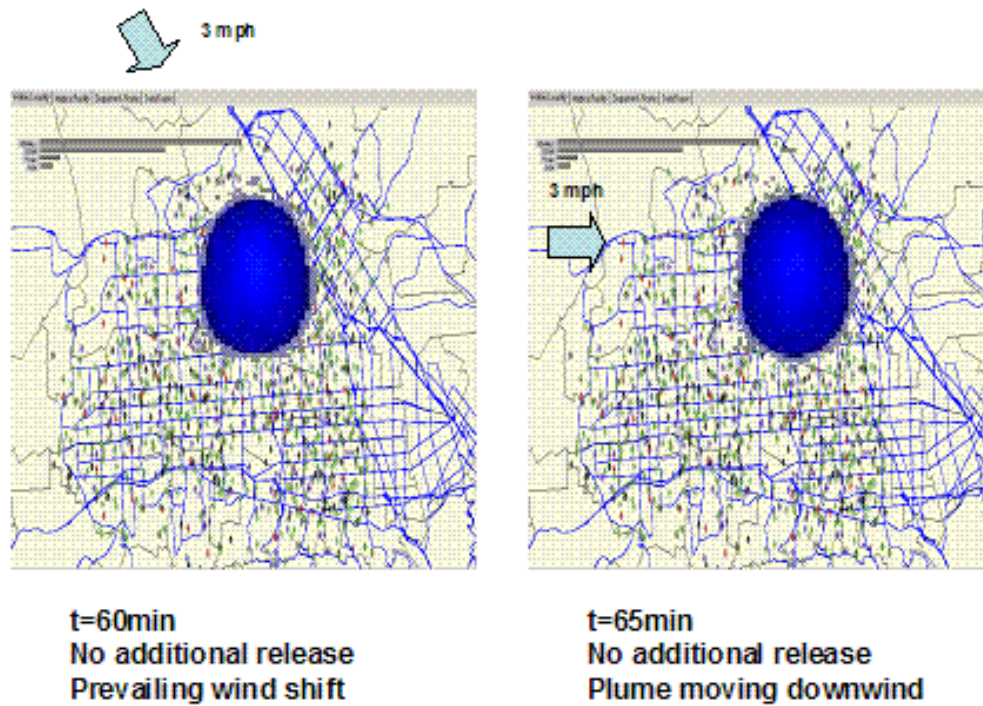 3 mph
3 mph
t=60min
No additional release
Prevailing wind shift
t=65min
No additional release
Plume moving downwind